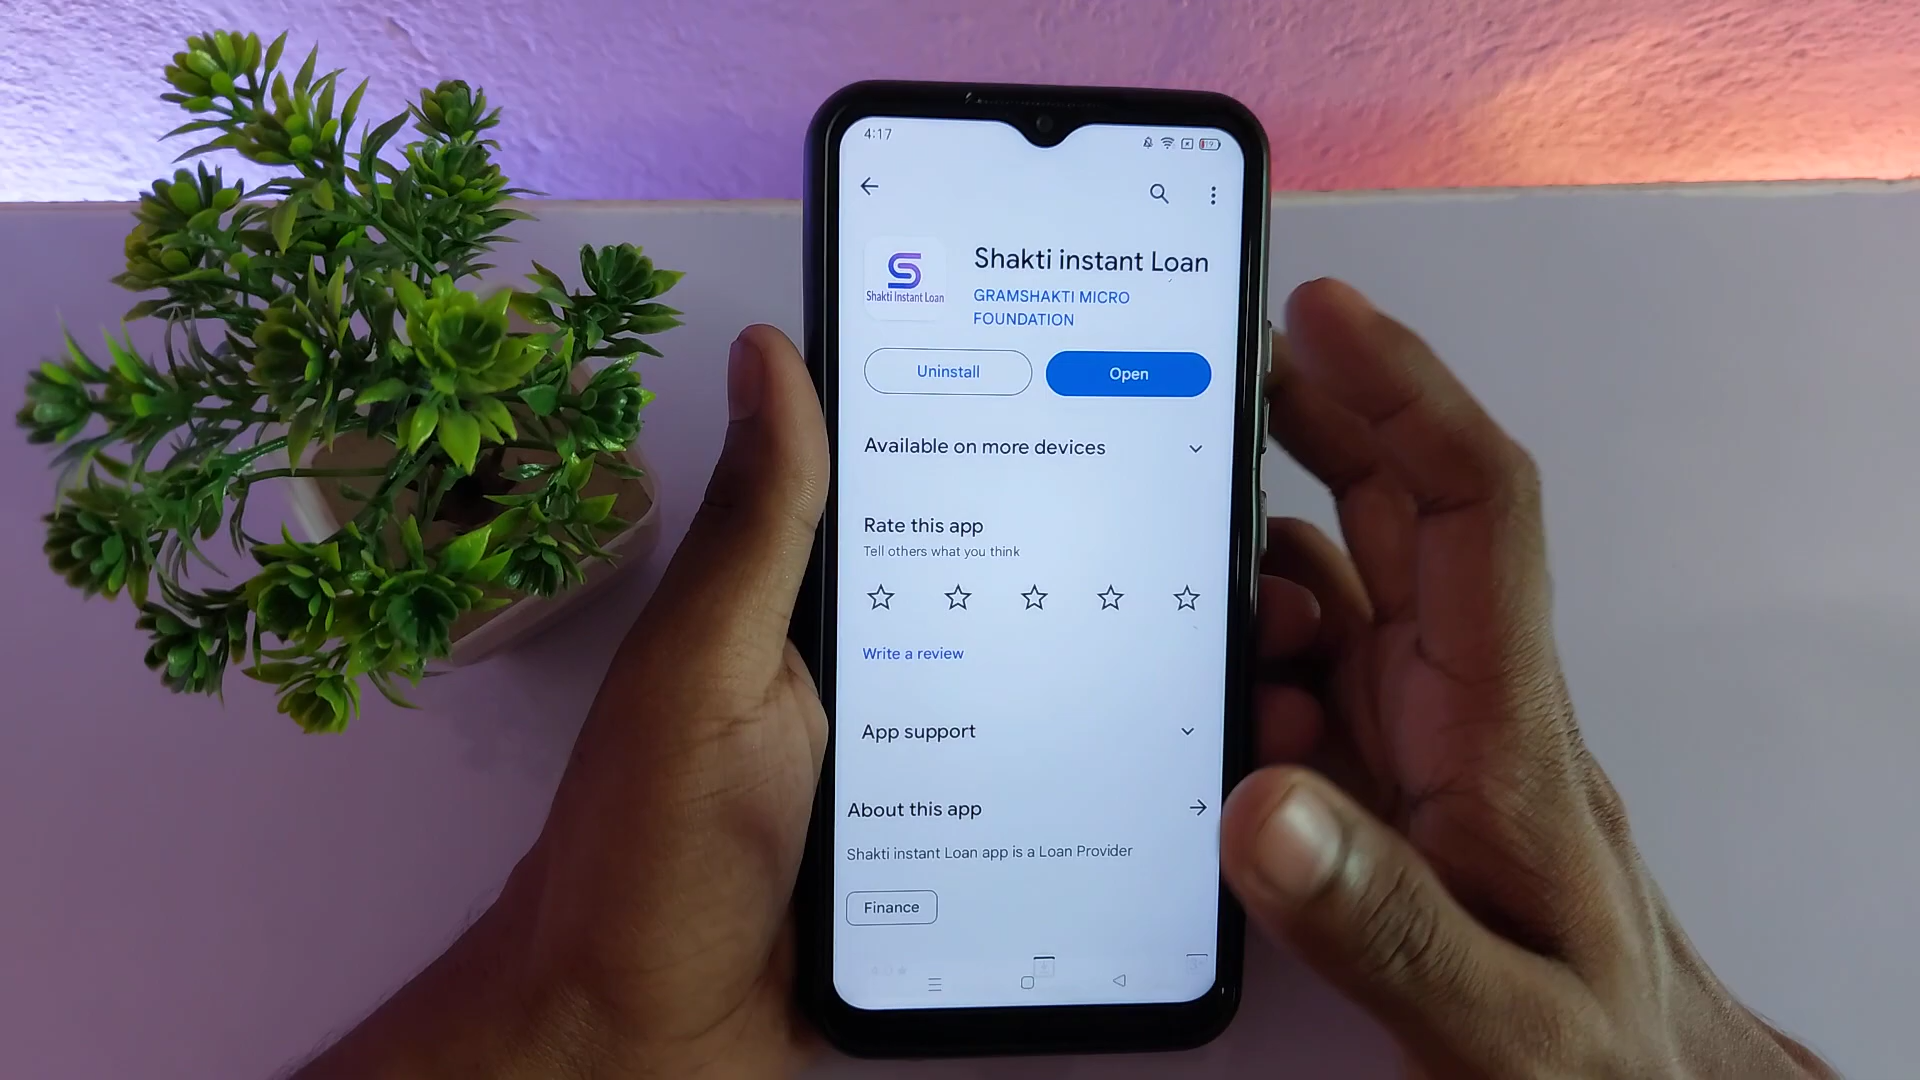 4:17
19
Shakti instant Loan
Shakti Instant Loan
GRAMSHAKTI MICRO
FOUNDATION
Uninstall
Open
Available on more devices
Rate this app
Tell others what you think
Write a review
App support
About this app
Shakti instant Loan app is a Loan Provider
Finance
3+